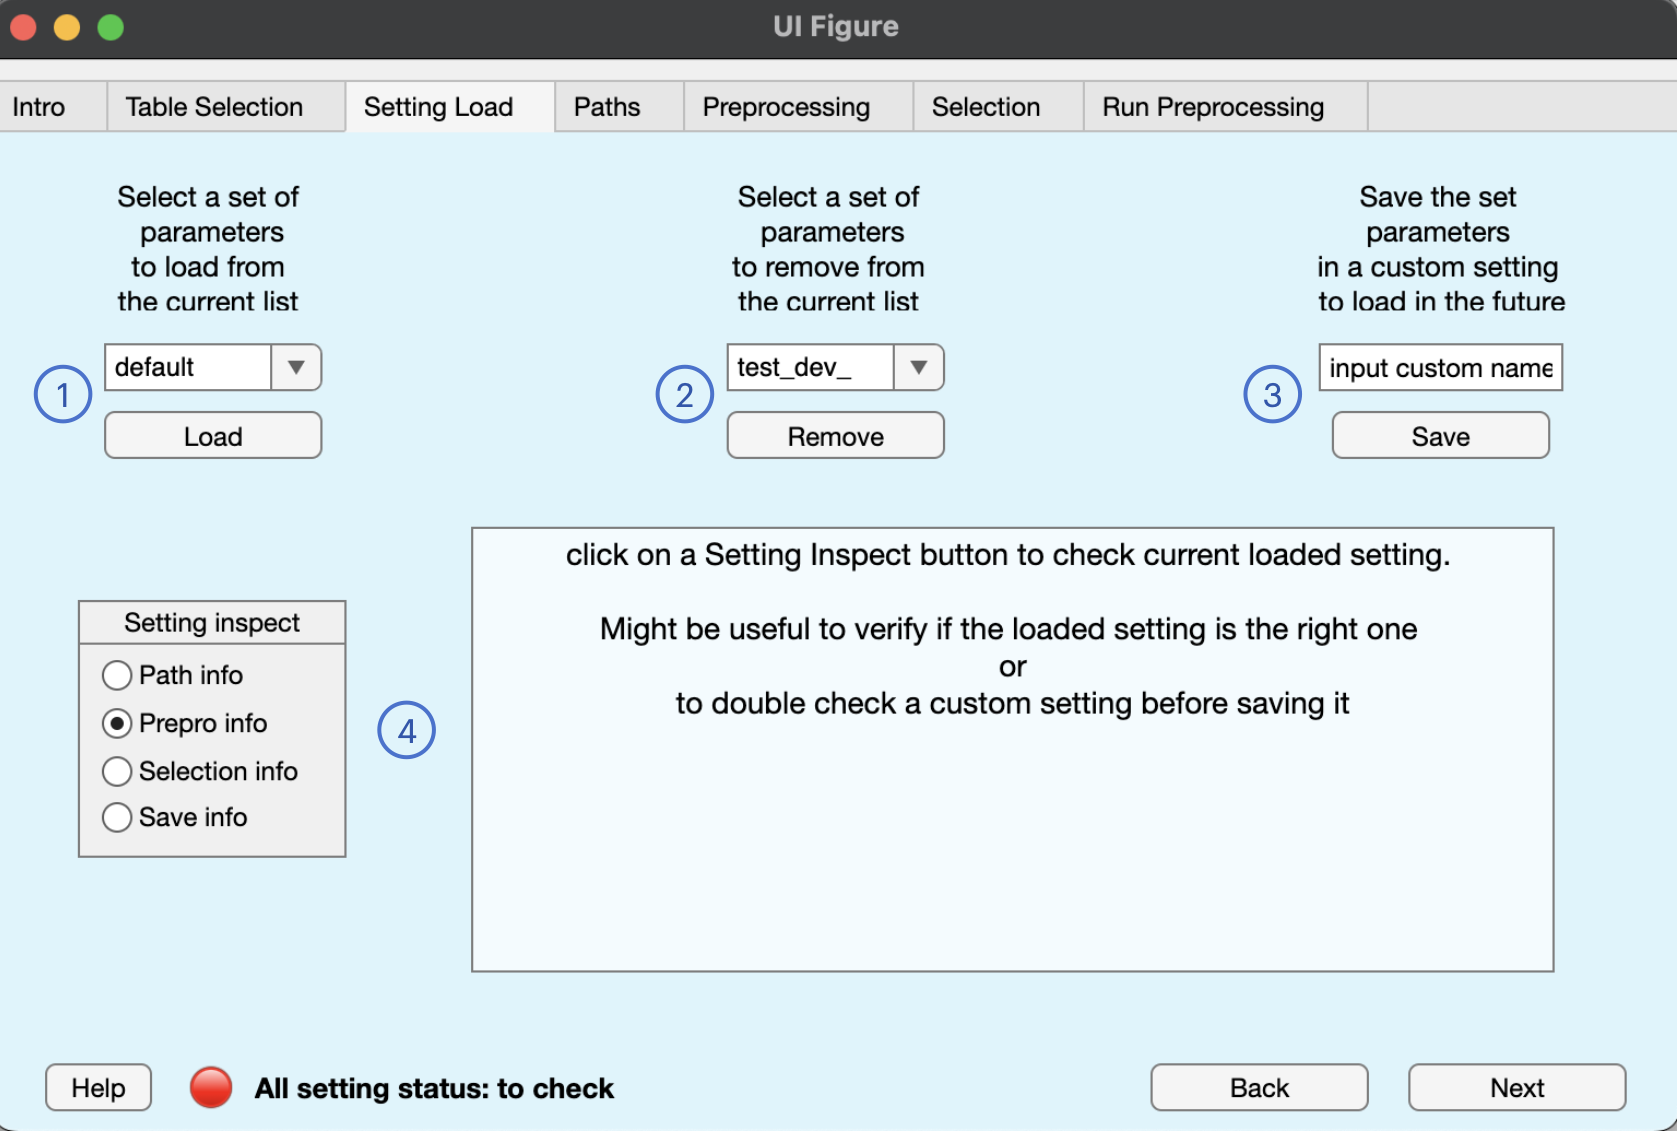 UI Figure
Intro
Table Selection
Setting Load
Paths
Preprocessing
Selection
Run Preprocessing
Select a set of
parameters
to load from
the current list
Select a set of
parameters
to remove from
the current list
Save the set
parameters
in a custom setting
to load in the future
1
default
Load
2
test_dev_
Remove
3
input custom name
Save
Setting inspect
Path info
Prepro info
Selection info
Save info
4
click on a Setting Inspect button to check current loaded setting.
Might be useful to verify if the loaded setting is the right one
or
to double check a custom setting before saving it
Help
All setting status: to check
Back
Next